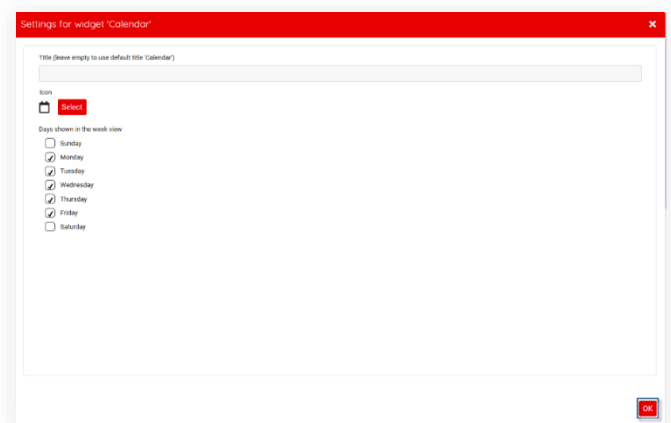 Settings for widget 'Calendar'
Title (leave empty to use default title 'Calendar')
Icon
Select
Days shown in the week view
Sunday
Monday
Tuesday
Wednesday
Thursday
Friday
Saturday
OK